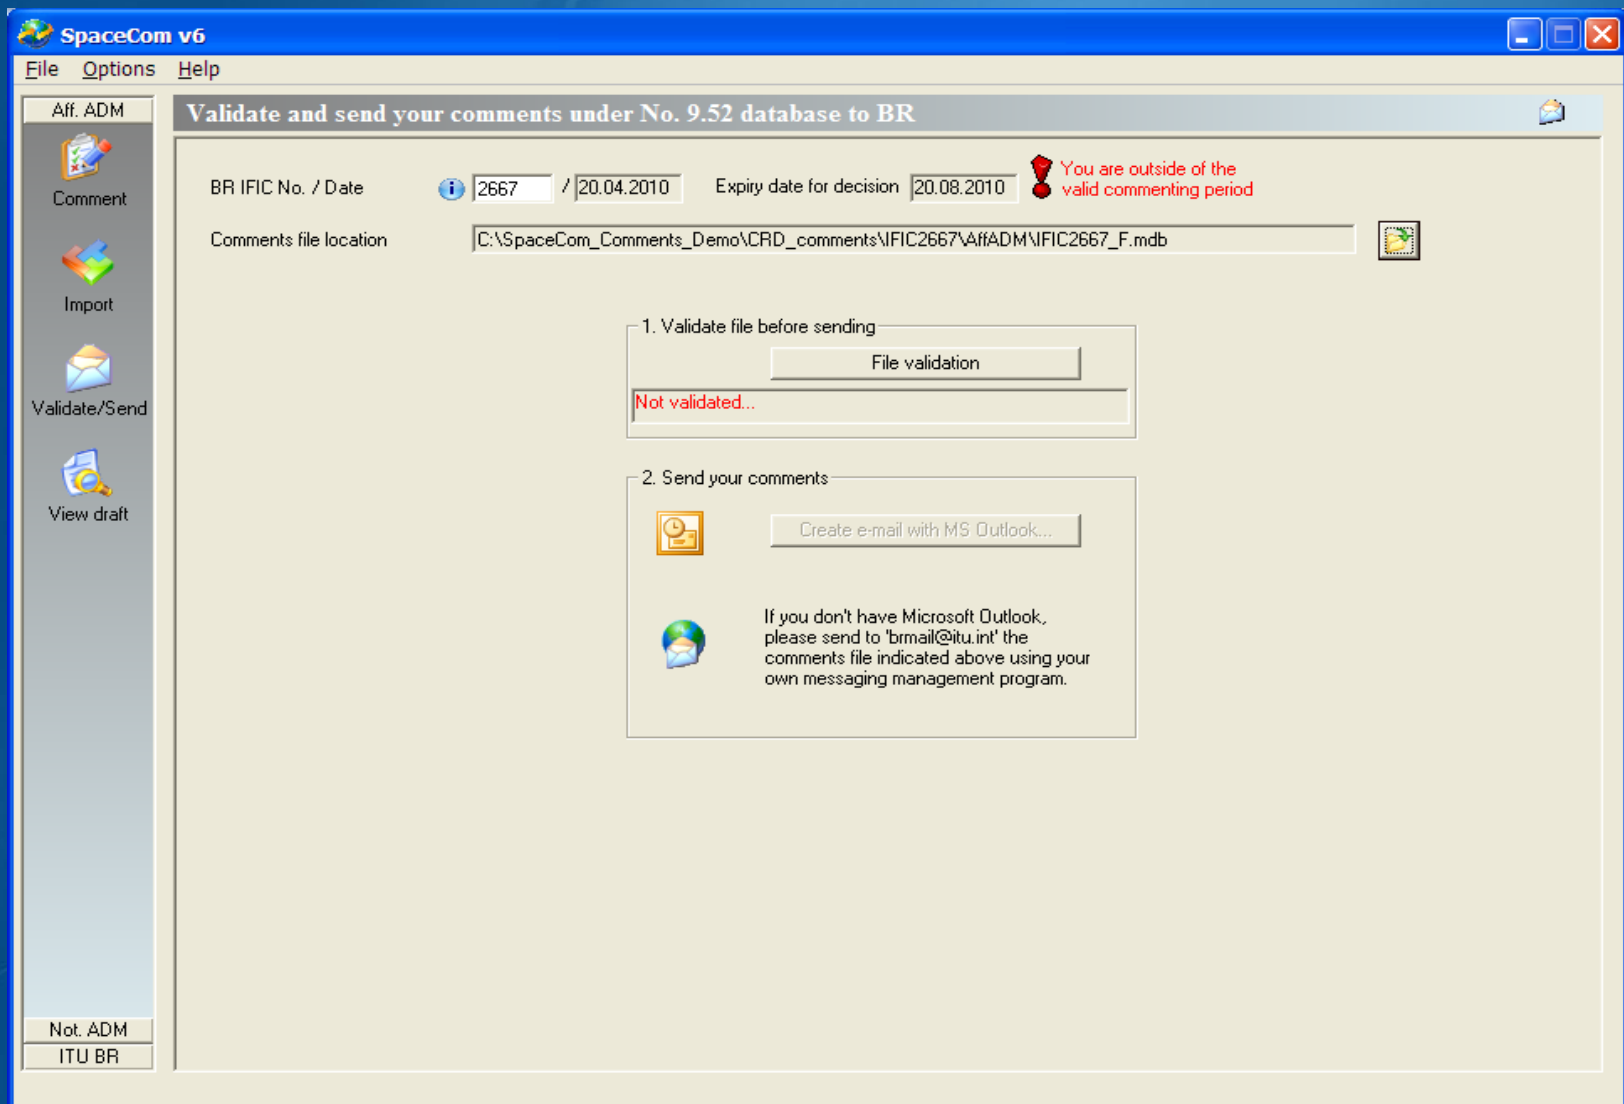 SpaceCom v6
File Options Help
Aff. ADM
Comment
Import
Validate/Send
View draft
Not. ADM
ITU BR
Validate and send your comments under No. 9.52 database to BR
BR IFIC No. / Date 2667 / 20.04.2010 Expiry date for decision 20.08.2010
You are outside of the
valid commenting period
Comments file location C:\SpaceCom_Comments_Demo\CRD_comments\IFIC2667\AffADM\IFIC2667_F.mdb
1. Validate file before sending
File validation
Not validated...
2. Send your comments
Create e-mail with MS Outlook...
If you don't have Microsoft Outlook,
please send to 'brmail@itu.int' the
comments file indicated above using your
own messaging management program.